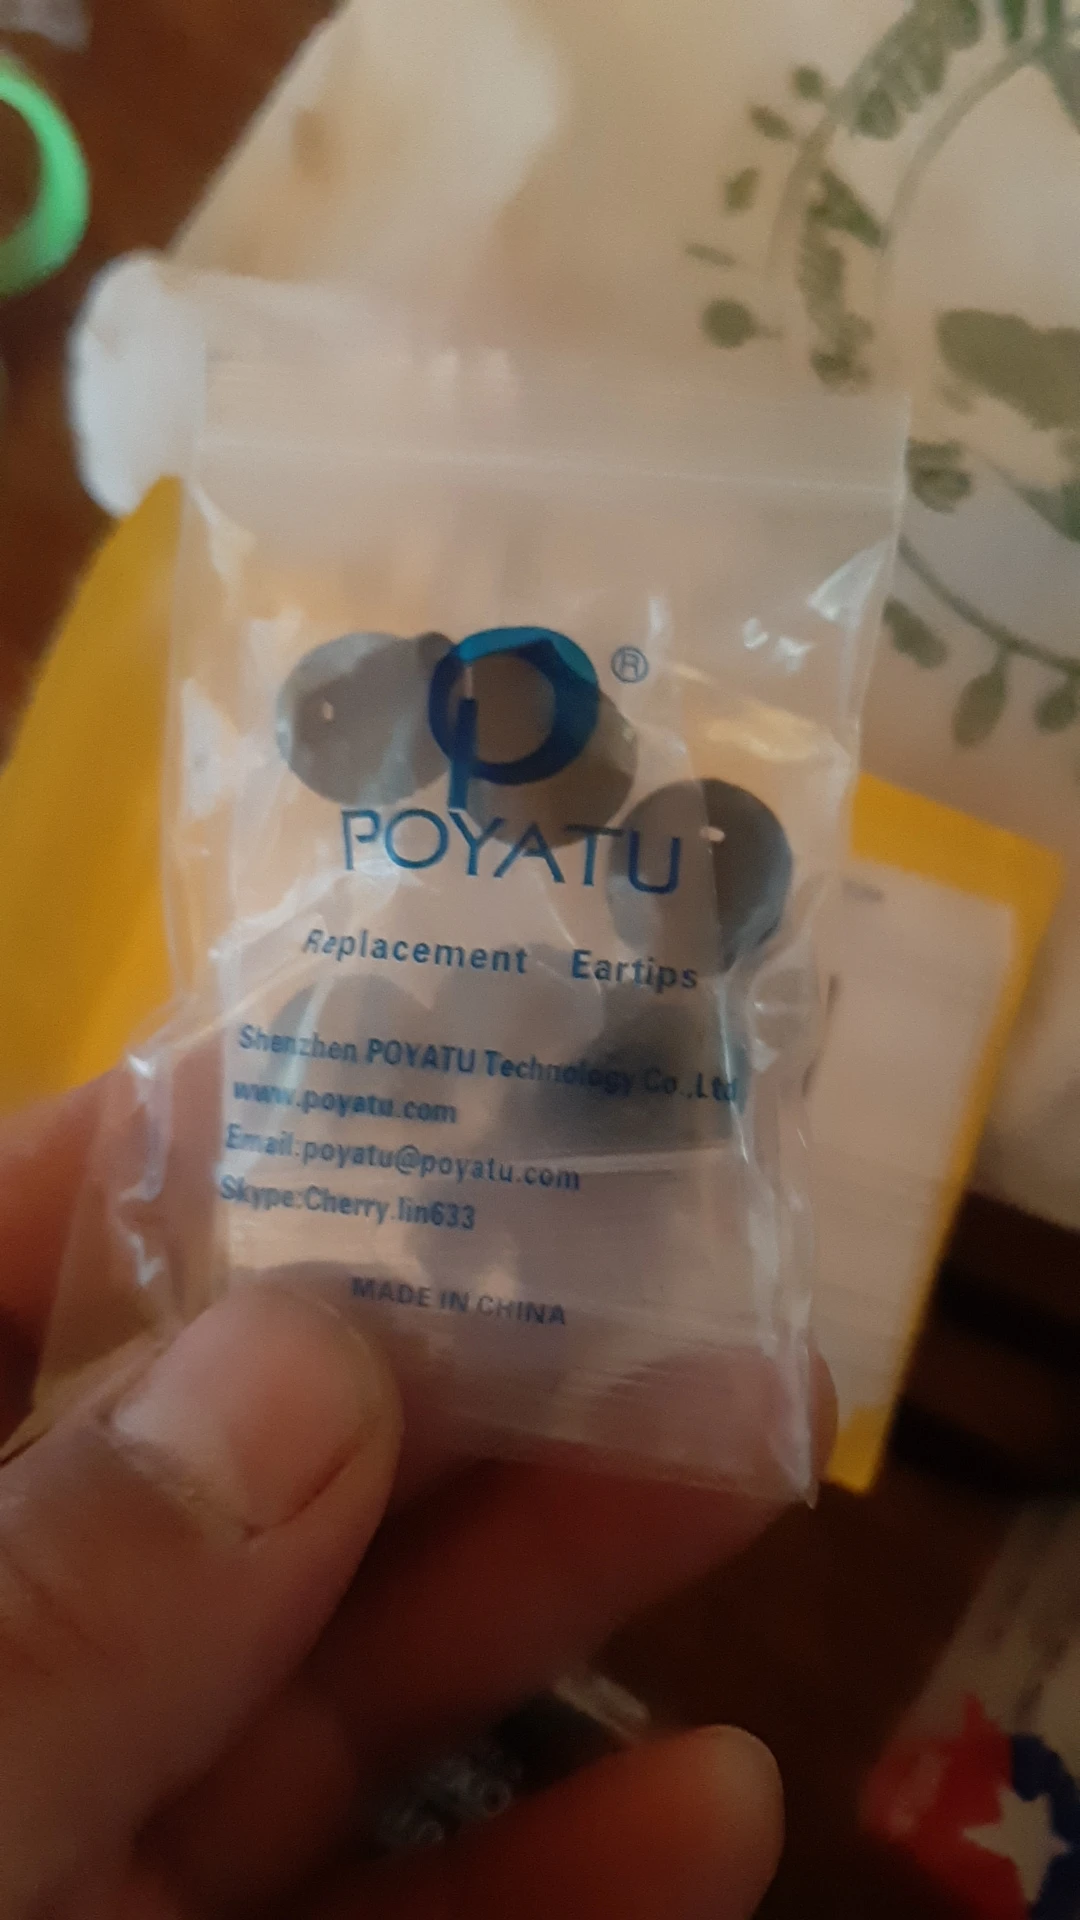 ®
POYATU
Replacement Eartips
Shenzhen POYATU Technology Co.,Ltd
www.poyatu.com
Email:poyatu@poyatu.com
Skype:Cherry.lin633
MADE IN CHINA